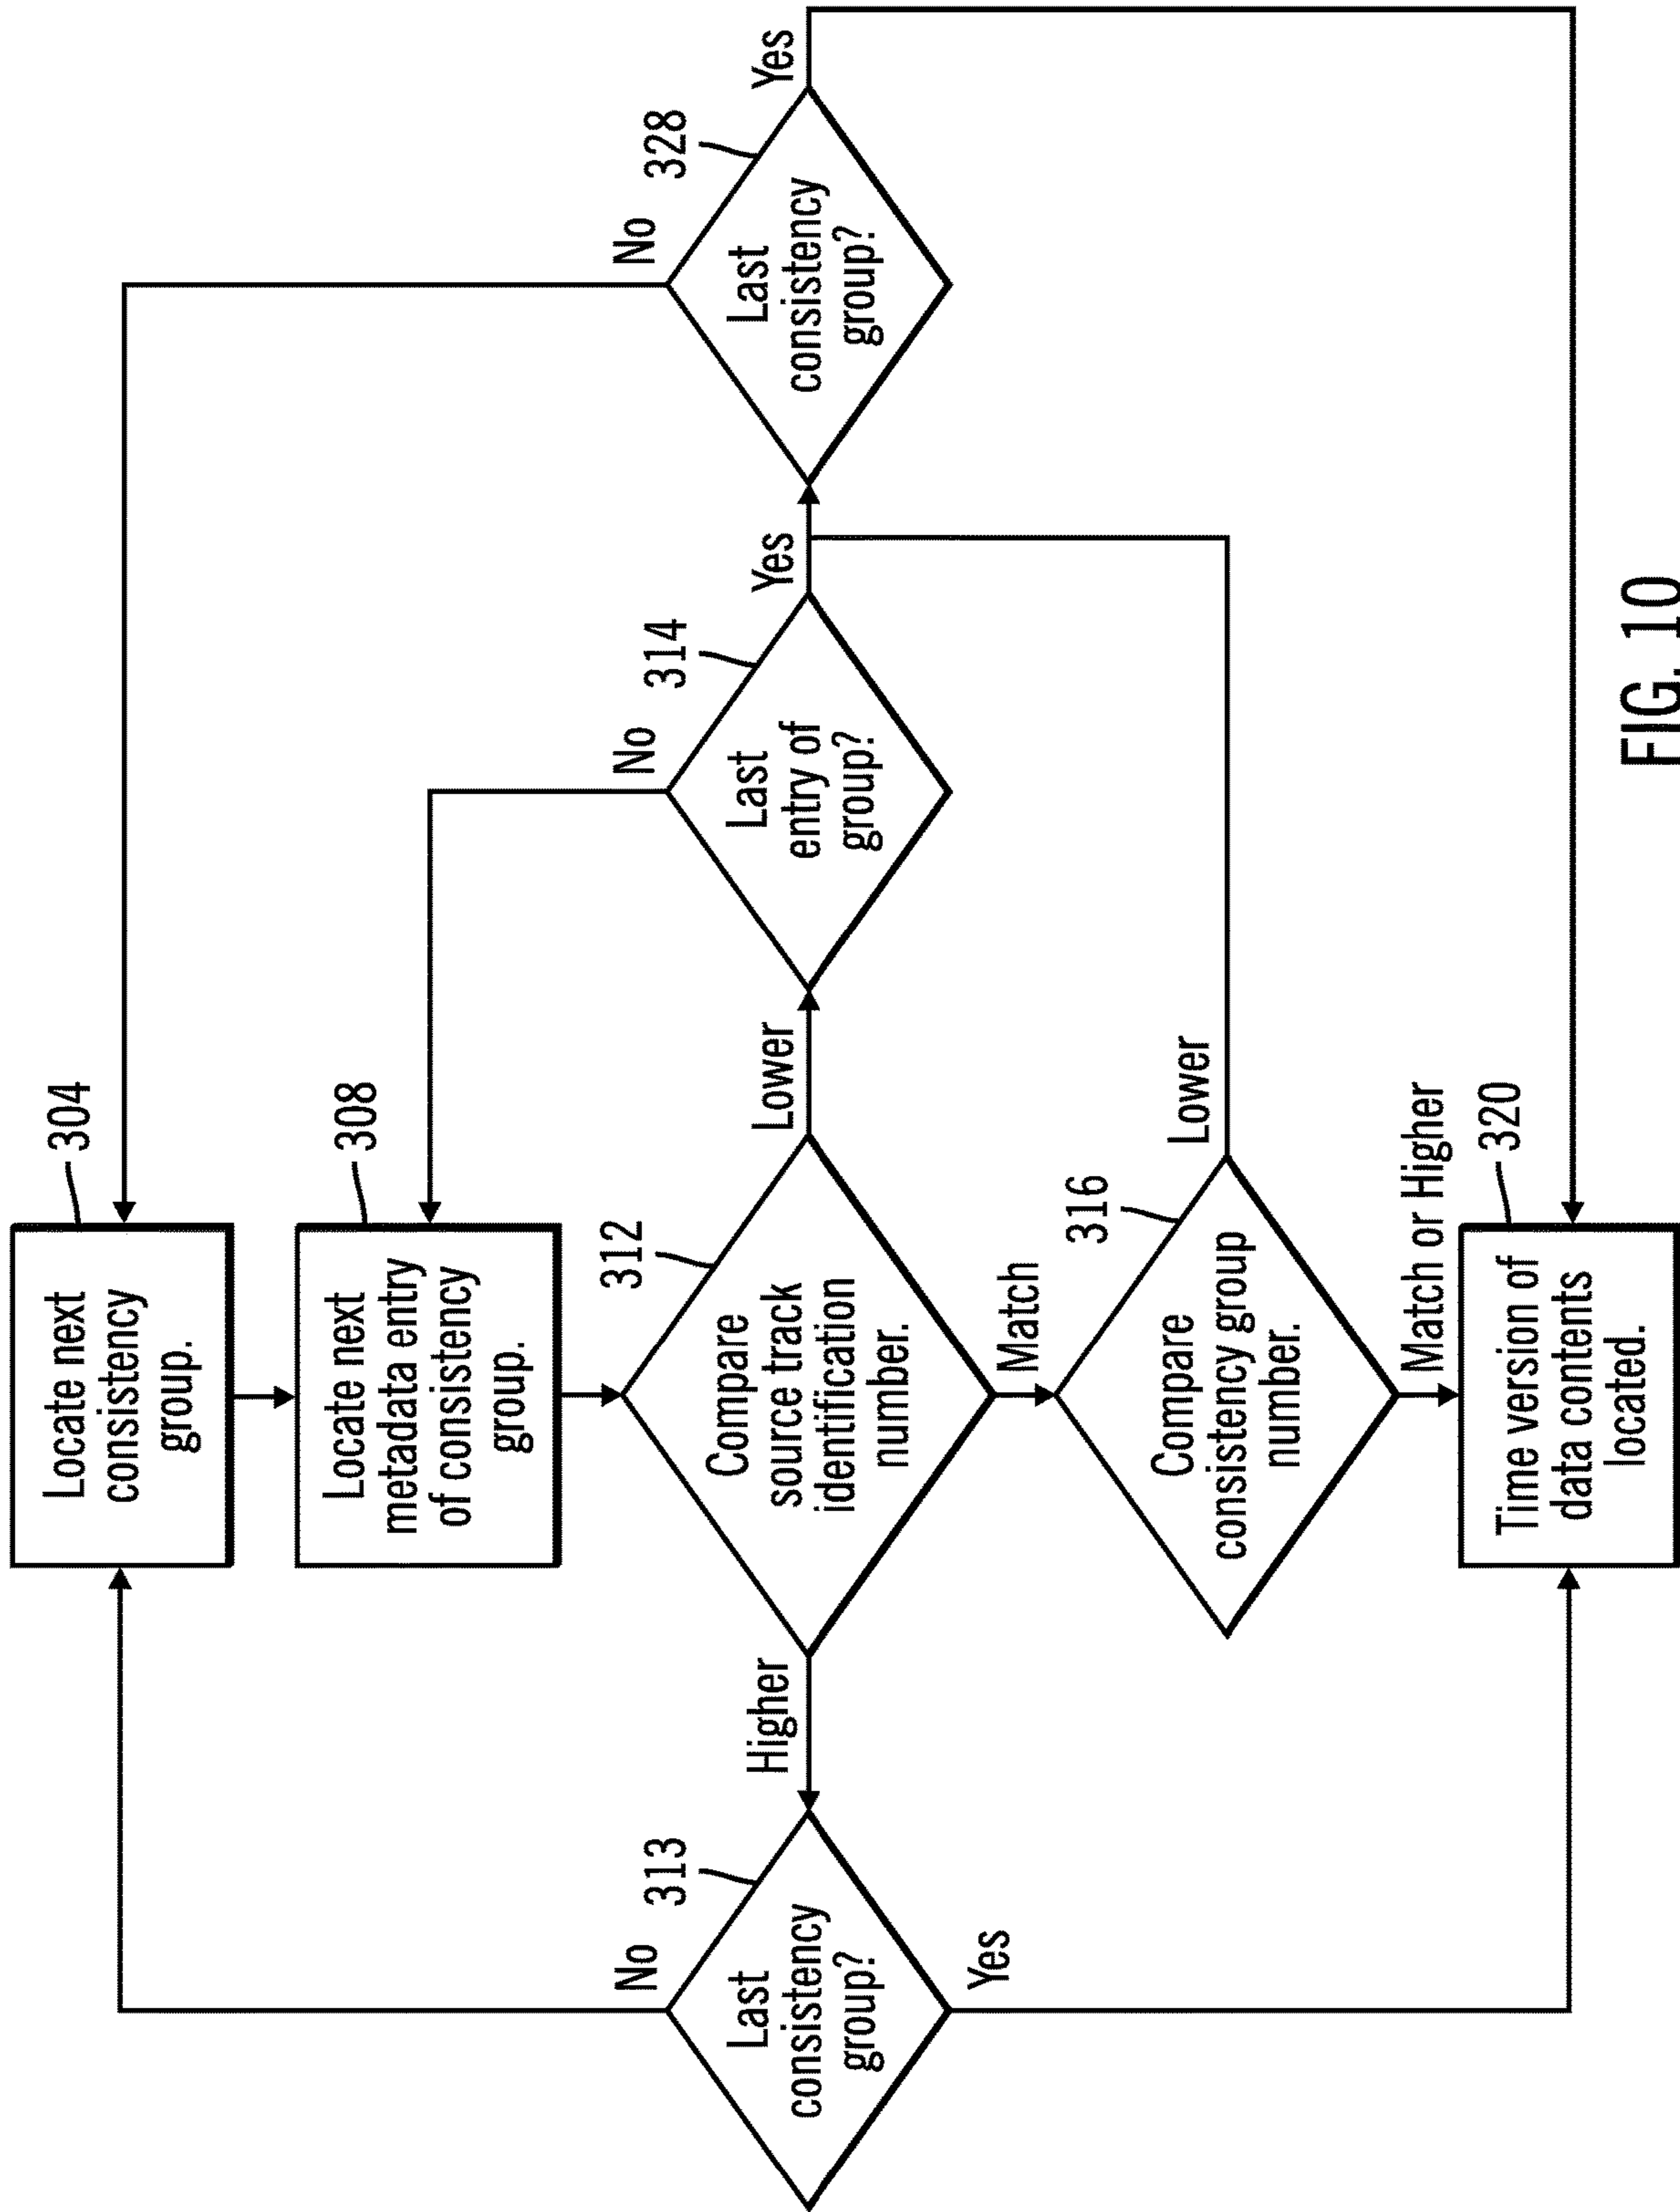 304
Locate next
consistency
group.
308
Locate next
metadata entry
of consistency
group.
312
Compare
source track
identification
number.
Higher
Lower
Match
313
Last
consistency
group?
No
Yes
314
Last
entry of
group?
No
Yes
328
Last
consistency
group?
No
Yes
316
Compare
consistency group
number.
Lower
Match or Higher
320
Time version of
data contents
located.
FIG. 10